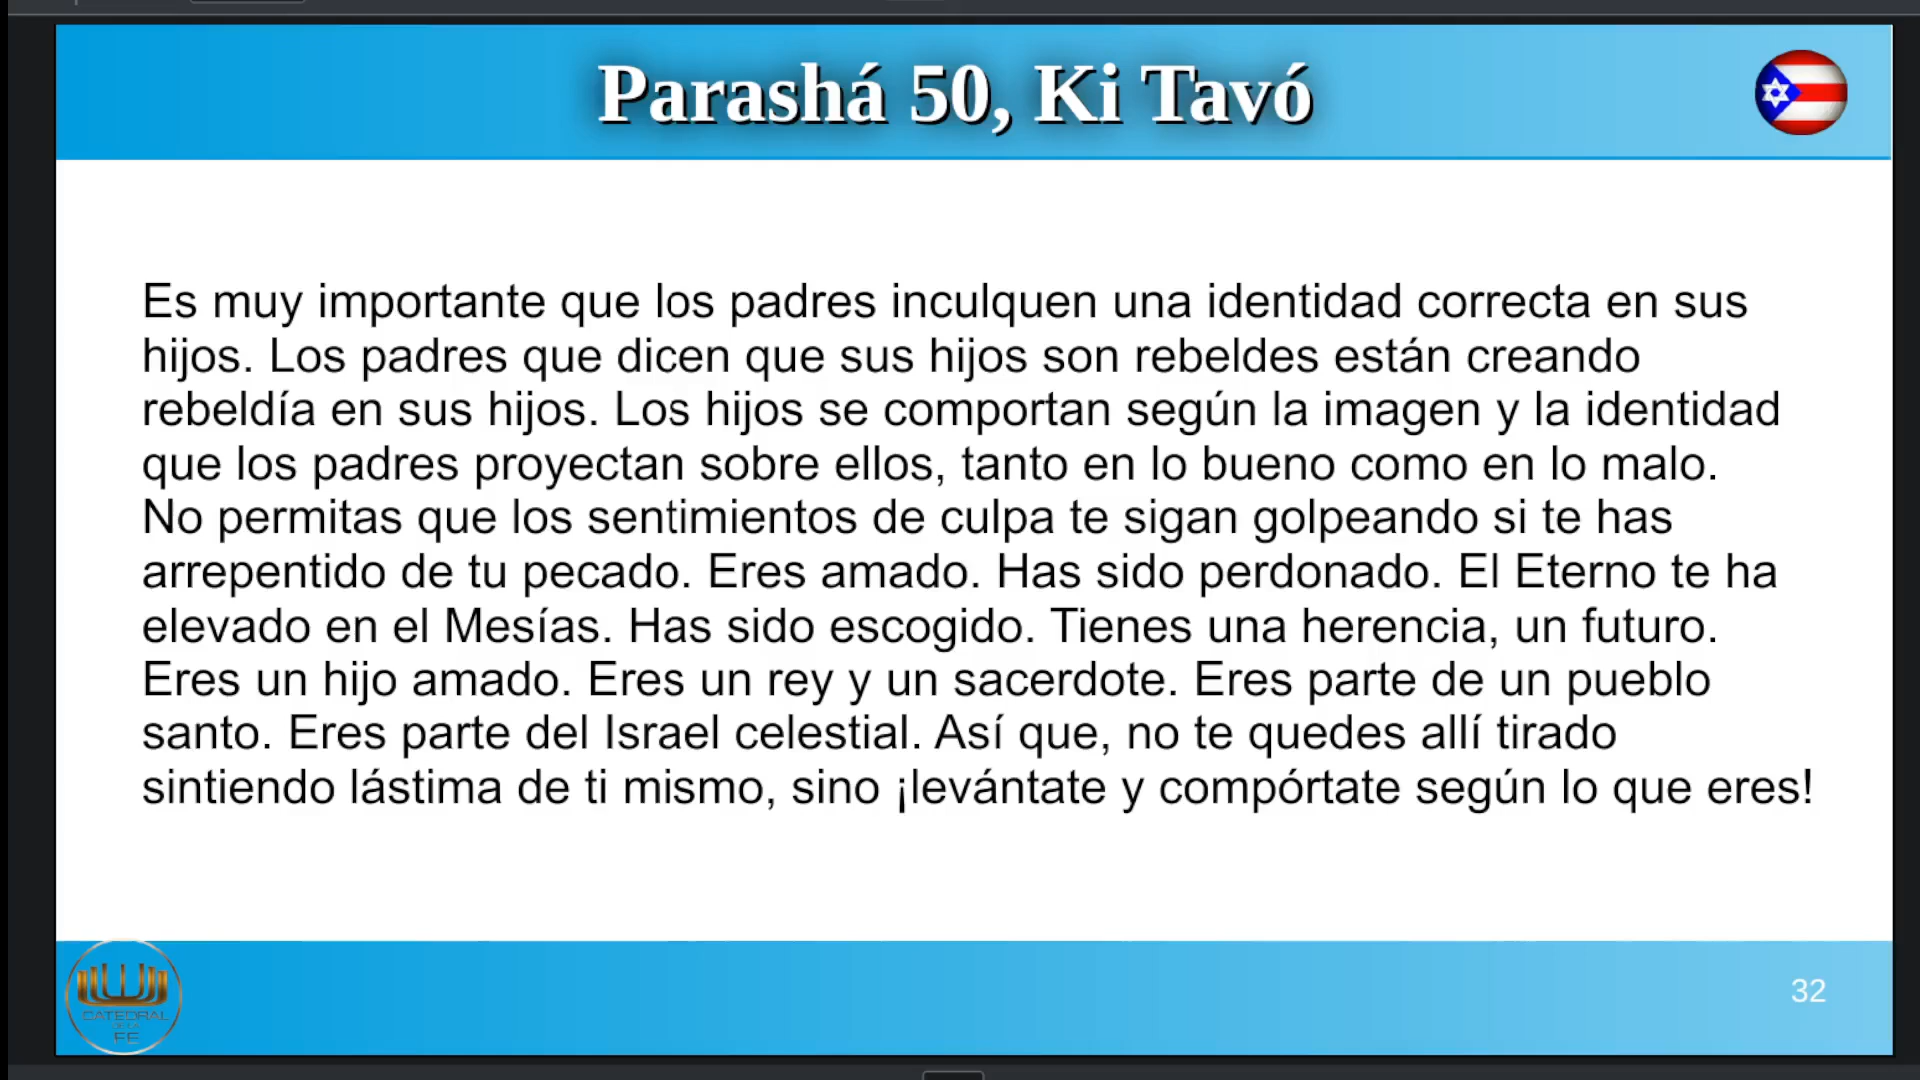 Parashá 50, Ki Tavó
Es muy importante que los padres inculquen una identidad correcta en sus
hijos. Los padres que dicen que sus hijos son rebeldes están creando
rebeldía en sus hijos. Los hijos se comportan según la imagen y la identidad
que los padres proyectan sobre ellos, tanto en lo bueno como en lo malo.
No permitas que los sentimientos de culpa te sigan golpeando si te has
arrepentido de tu pecado. Eres amado. Has sido perdonado. El Eterno te ha
elevado en el Mesías. Has sido escogido. Tienes una herencia, un futuro.
Eres un hijo amado. Eres un rey y un sacerdote. Eres parte de un pueblo
santo. Eres parte del Israel celestial. Así que, no te quedes allí tirado
sintiendo lástima de ti mismo, sino ¡levántate y compórtate según lo que eres!
CATEDRAL
DE LA
FE
32